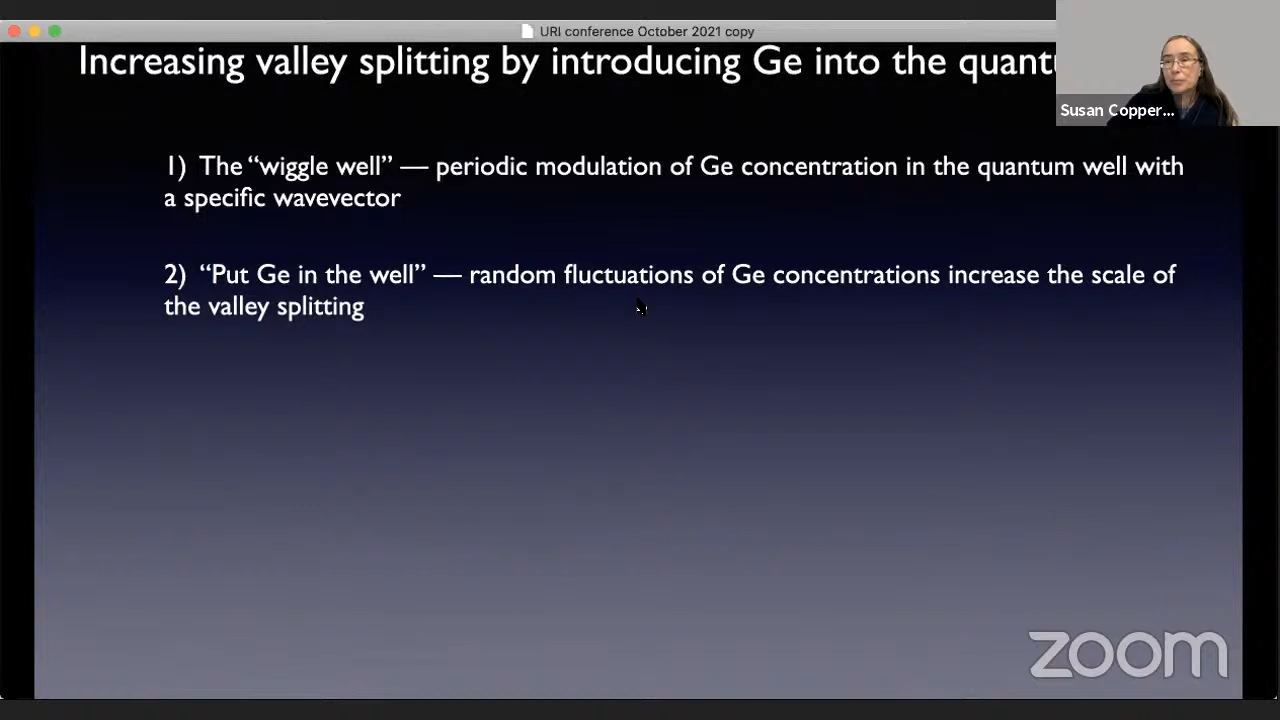 URI conference October 2021 copy
Increasing valley splitting by introducing Ge into the
Susan Copper...
1) The “wiggle well” — periodic modulation of Ge concentration in the quantum well with
a specific wavevector
2) “Put Ge in the well” — random fluctuations of Ge concentrations increase the scale of
the valley splitting
zoom